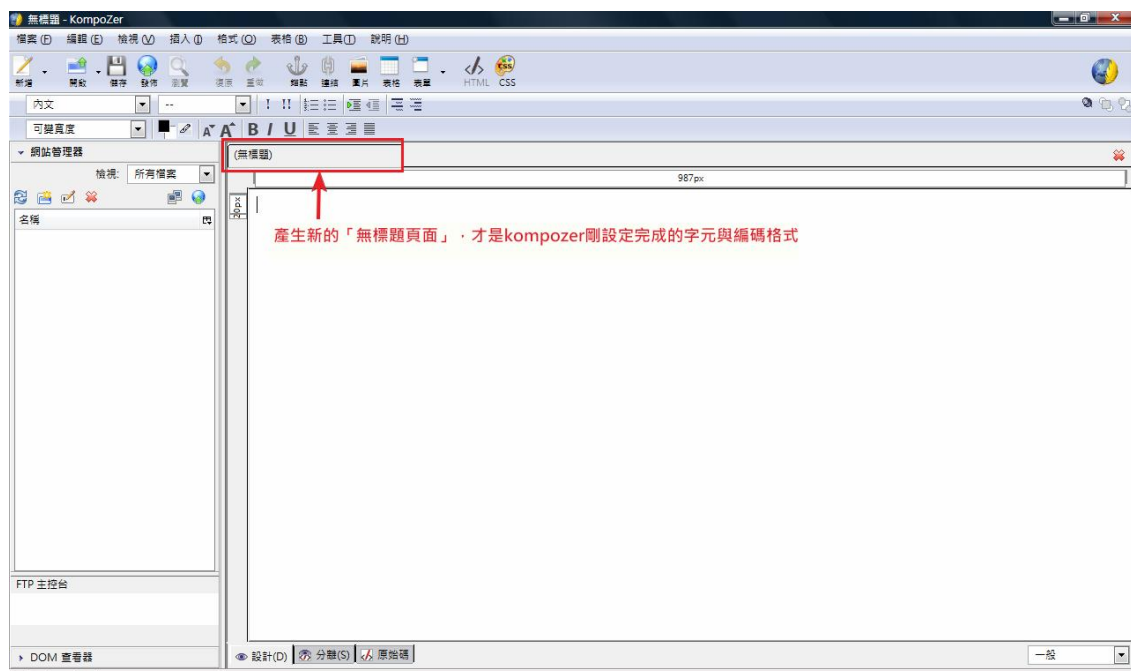 無標題 - KompoZer
檔案(F) 編輯(E) 檢視(V) 插入(I) 格式(O) 表格(B) 工具(T) 說明(H)
新增 開啟 儲存 發佈 瀏覽 復原 重做 錨點 連結 圖片 表格 表單 HTML CSS
內文 --
可變寬度
網站管理器
(無標題)
檢視: 所有檔案
987px
20px
名稱
產生新的「無標題頁面」,才是kompozer剛設定完成的字元與編碼格式
FTP 主控台
DOM 查看器
設計(D) 分離(S) 原始碼
一般